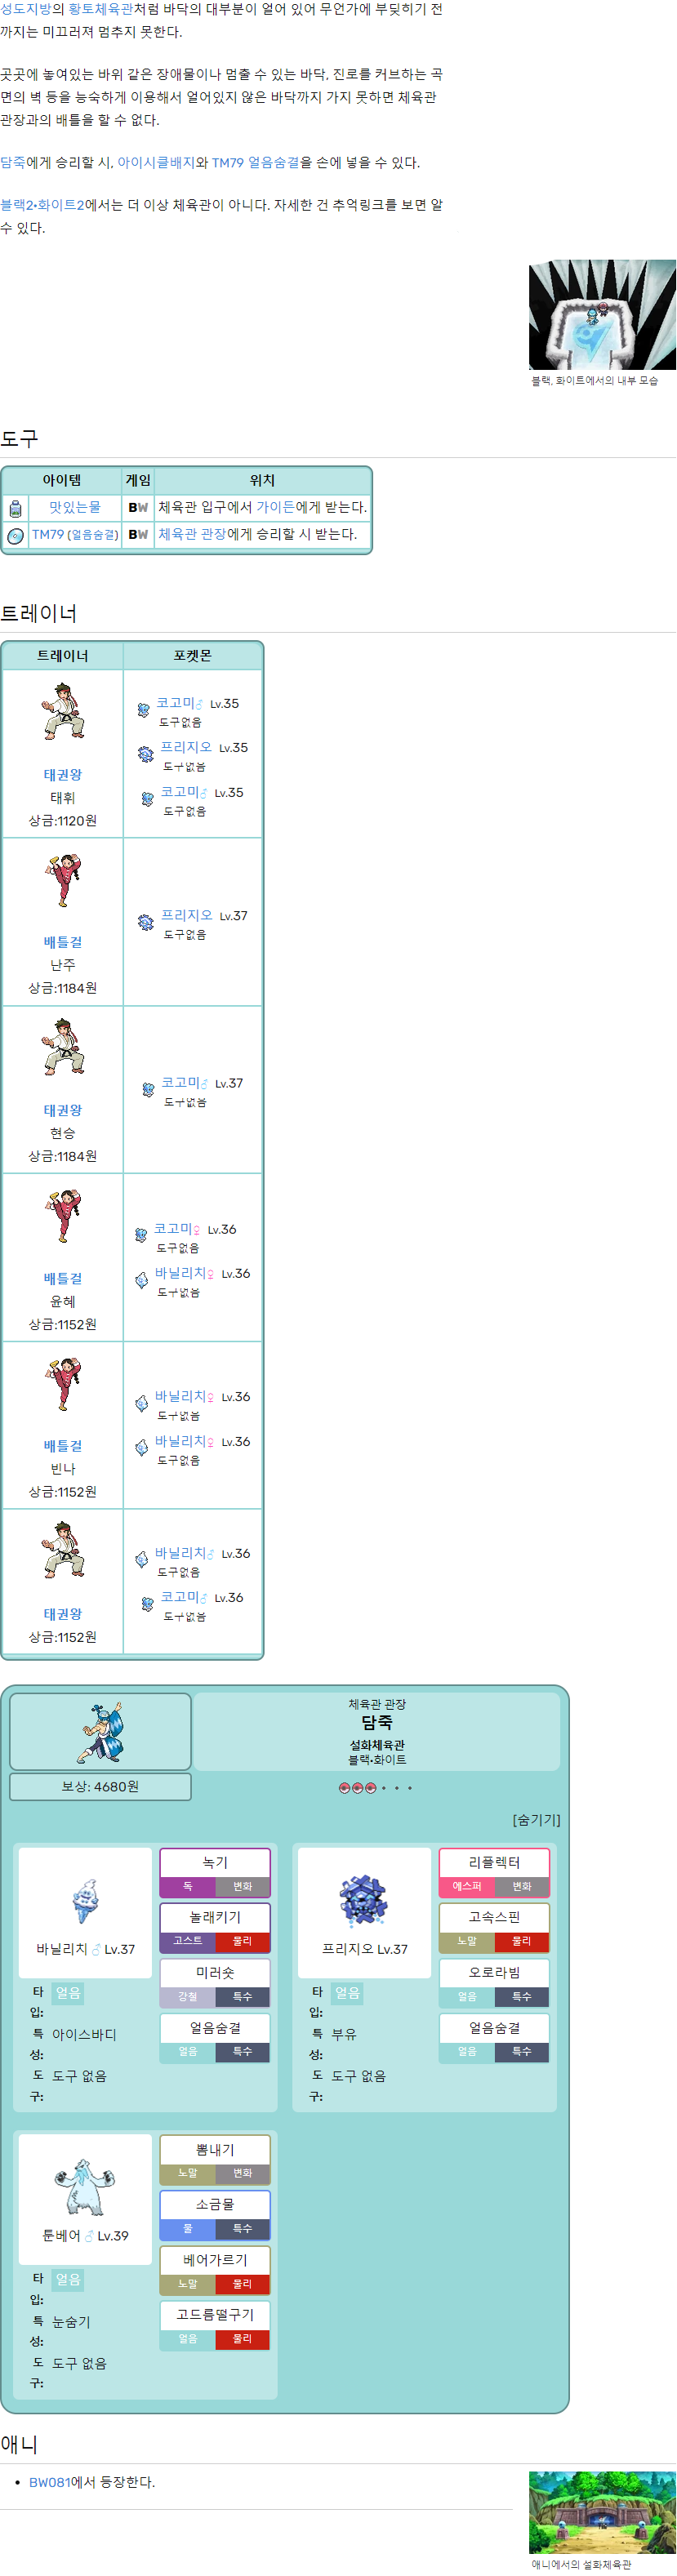 성도지방의 황토체육관처럼 바닥의 대부분이 얼어 있어 무언가에 부딪히기 전
까지는 미끄러져 멈추지 못한다.
곳곳에 놓여있는 바위 같은 장애물이나 멈출 수 있는 바닥, 진로를 커브하는 곡
면의 벽 등을 능숙하게 이용해서 얼어있지 않은 바닥까지 가지 못하면 체육관
관장과의 배틀을 할 수 없다.
담죽에게 승리할 시, 아이시클배지와 TM79 얼음숨결을 손에 넣을 수 있다.
블랙2·화이트2에서는 더 이상 체육관이 아니다. 자세한 건 추억링크를 보면 알
수 있다.
블랙, 화이트에서의 내부 모습
도구
아이템 게임 위치
맛있는물 BW 체육관 입구에서 가이든에게 받는다.
TM79 (얼음숨결) BW 체육관 관장에게 승리할 시 받는다.
트레이너
트레이너 포켓몬
태권왕
태휘
상금:1120원
코고미♂ Lv.35
도구없음
프리지오 Lv.35
도구없음
코고미♂ Lv.35
도구없음
배틀걸
난주
상금:1184원
프리지오 Lv.37
도구없음
태권왕
현승
상금:1184원
코고미♂ Lv.37
도구없음
배틀걸
윤혜
상금:1152원
코고미♀ Lv.36
도구없음
바닐리치♀ Lv.36
도구없음
배틀걸
빈나
상금:1152원
바닐리치♀ Lv.36
도구없음
바닐리치♀ Lv.36
도구없음
태권왕
상금:1152원
바닐리치♂ Lv.36
도구없음
코고미♂ Lv.36
도구없음
체육관 관장
담죽
설화체육관
블랙·화이트
보상: 4680원
[숨기기]
바닐리치♂Lv.37
타
입:
얼음
특
성:
아이스바디
도
구:
도구 없음
녹기
독 변화
놀래키기
고스트 물리
미러숏
강철 특수
얼음숨결
얼음 특수
프리지오 Lv.37
타
입:
얼음
특
성:
부유
도
구:
도구 없음
리플렉터
에스퍼 변화
고속스핀
노말 물리
오로라빔
얼음 특수
얼음숨결
얼음 특수
툰베어♂Lv.39
타
입:
얼음
특
성:
눈숨기
도
구:
도구 없음
뽐내기
노말 변화
소금물
물 특수
베어가르기
노말 물리
고드름떨구기
얼음 물리
애니
• BW081에서 등장한다.
애니에서의 설화체육관